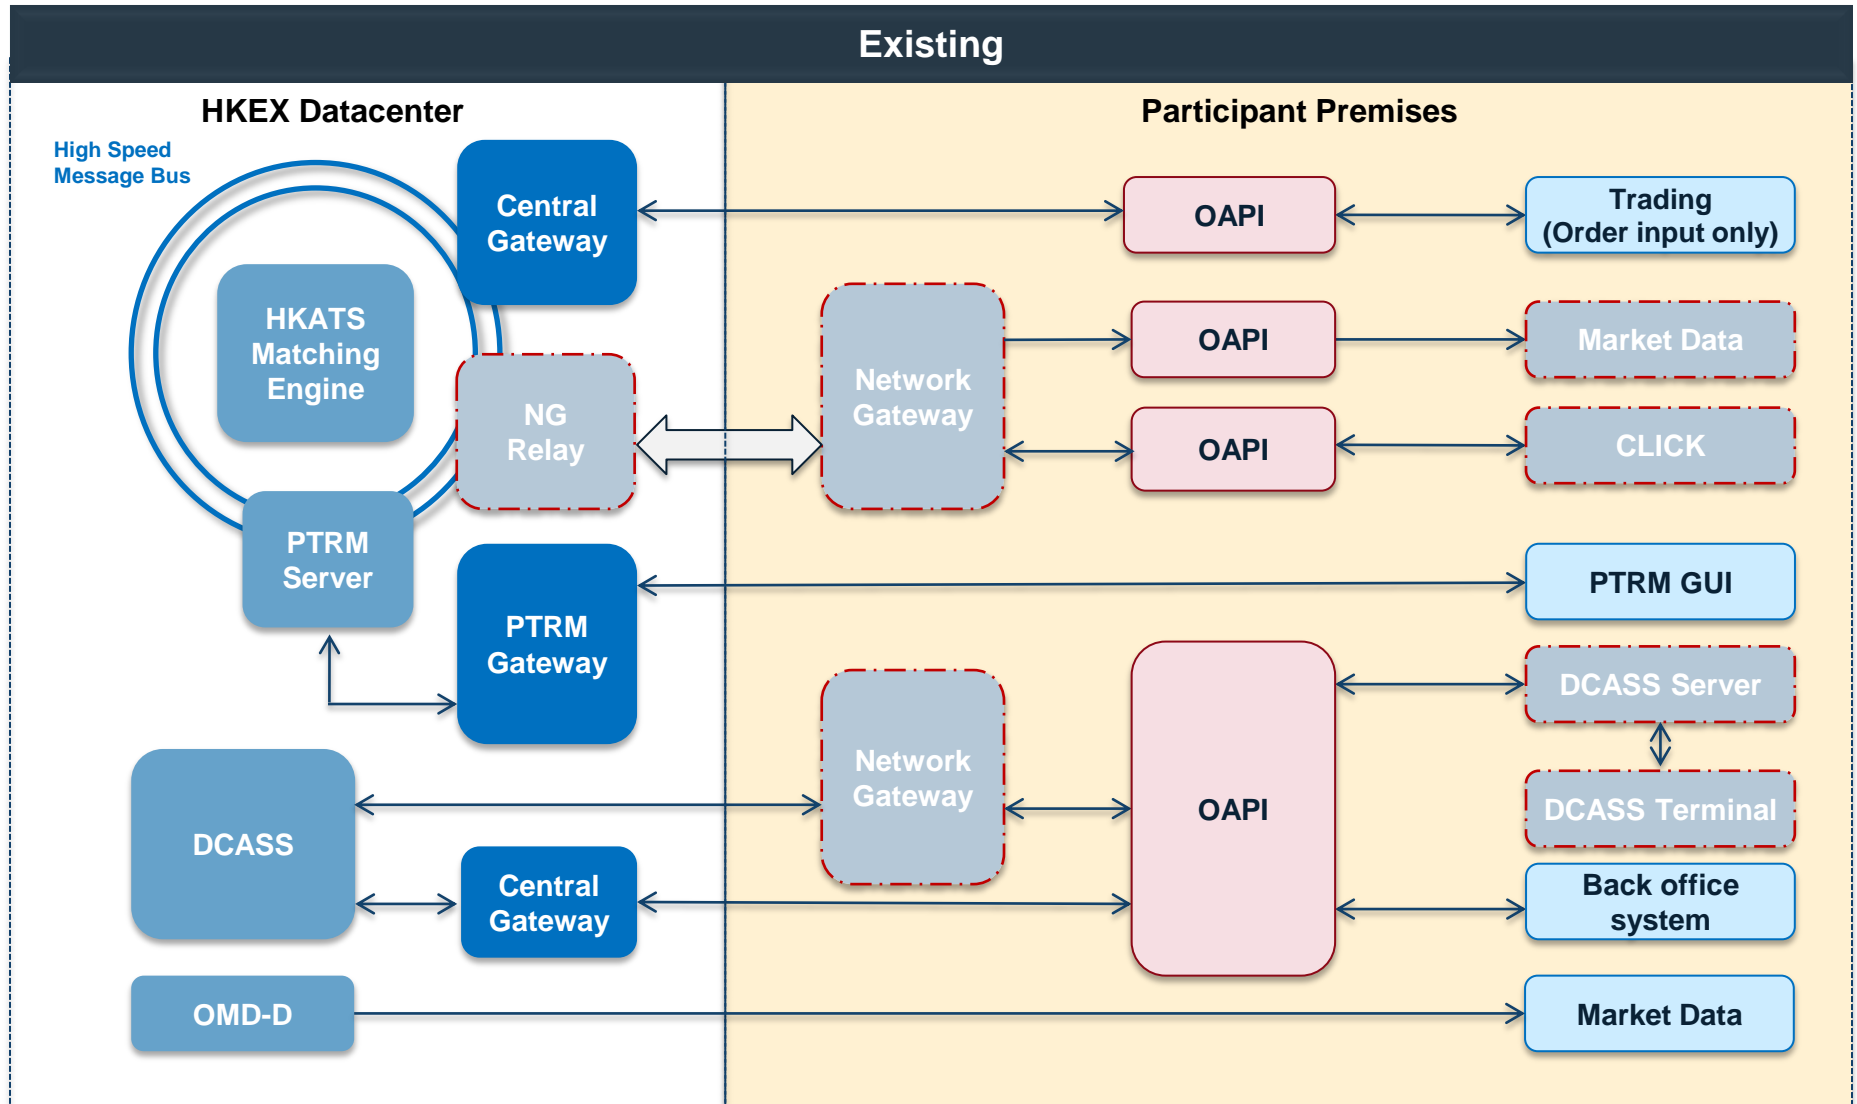 Existing
HKEX Datacenter
Participant Premises
High Speed
Message Bus
Central
Gateway
OAPI
Trading
(Order input only)
HKATS
Matching
Engine
Network
Gateway
OAPI
Market Data
NG
Relay
OAPI
CLICK
PTRM
Server
PTRM GUI
PTRM
Gateway
DCASS Server
Network
Gateway
OAPI
DCASS Terminal
DCASS
Central
Gateway
Back office
system
OMD-D
Market Data